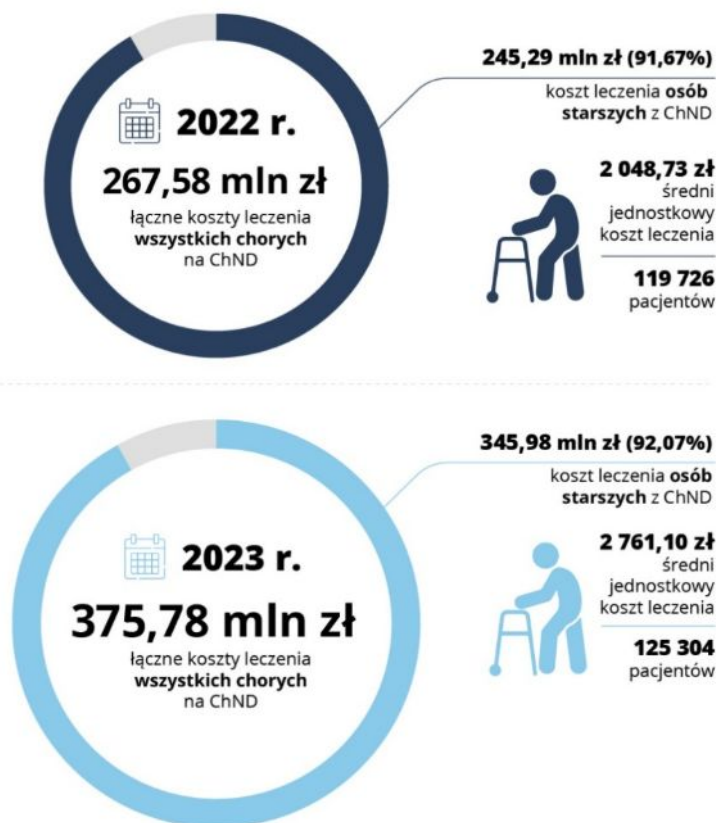 2022 r.
267,58 mln zł
łączne koszty leczenia
wszystkich chorych
na ChND
245,29 mln zł (91,67%)
koszt leczenia osób
starszych z ChND
2 048,73 zł
średni
jednostkowy
koszt leczenia
119 726
pacjentów
2023 r.
375,78 mln zł
łączne koszty leczenia
wszystkich chorych
na ChND
345,98 mln zł (92,07%)
koszt leczenia osób
starszych z ChND
2 761,10 zł
średni
jednostkowy
koszt leczenia
125 304
pacjentów